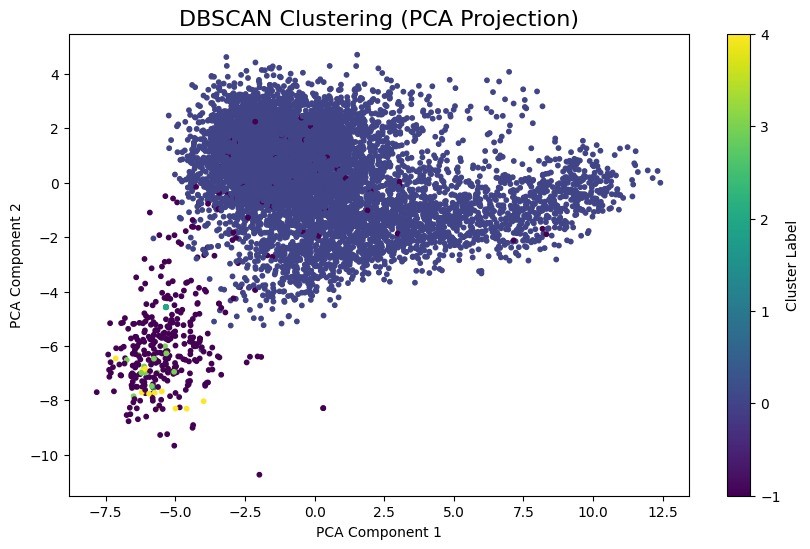 DBSCAN Clustering (PCA Projection)
4
2
0
−2
−4
−6
−8
−10
PCA Component 2
−7.5 −5.0 −2.5 0.0 2.5 5.0 7.5 10.0 12.5
PCA Component 1
4
3
2
1
0
−1
Cluster Label